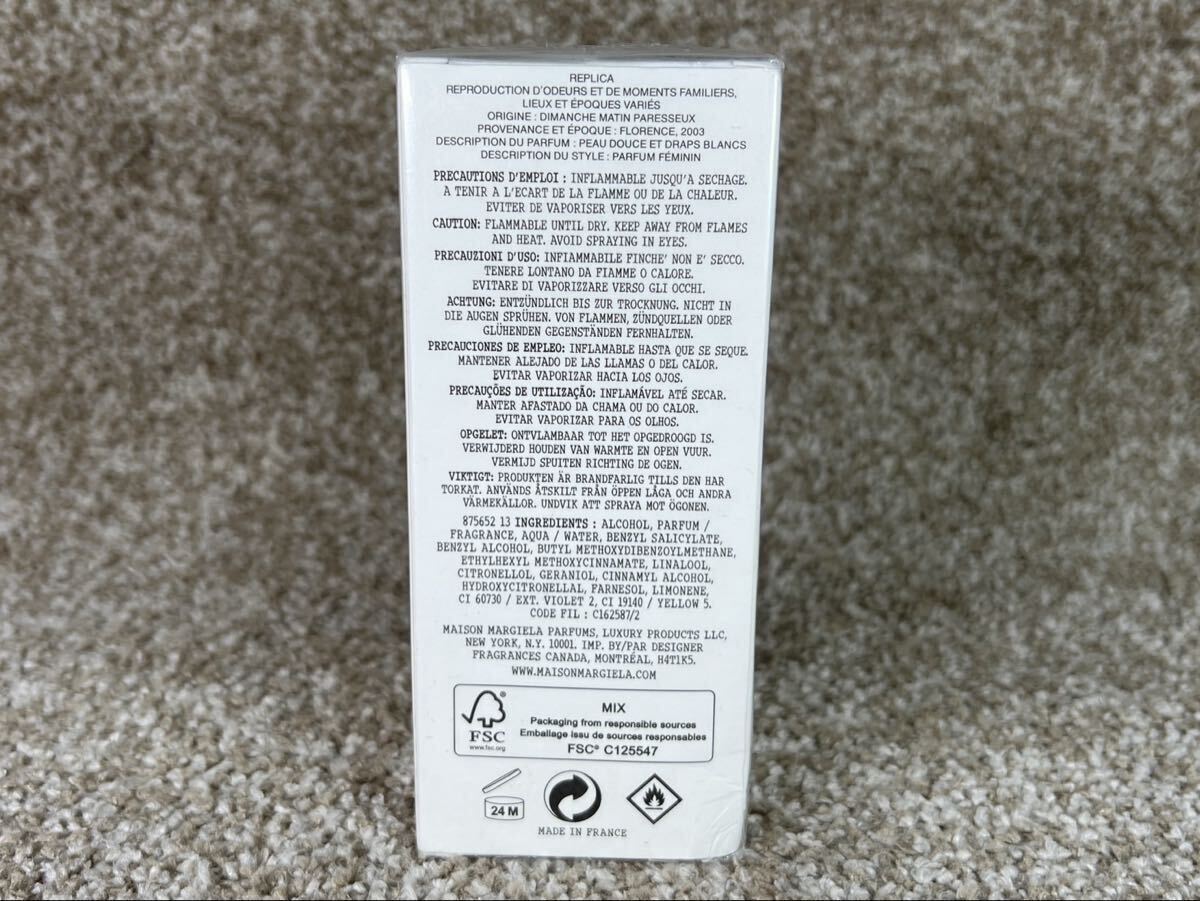 REPLICA
REPRODUCTION D'ODEURS ET DE MOMENTS FAMILIERS,
LIEUX ET ÉPOQUES VARIÉS
ORIGINE : DIMANCHE MATIN PARESSEUX
PROVENANCE ET ÉPOQUE : FLORENCE, 2003
DESCRIPTION DU PARFUM : PEAU DOUCE ET DRAPS BLANCS
DESCRIPTION DU STYLE : PARFUM FÉMININ
PRECAUTIONS D'EMPLOI : INFLAMMABLE JUSQU'A SECHAGE.
A TENIR A L'ECART DE LA FLAMME OU DE LA CHALEUR.
EVITER DE VAPORISER VERS LES YEUX.
CAUTION: FLAMMABLE UNTIL DRY. KEEP AWAY FROM FLAMES
AND HEAT. AVOID SPRAYING IN EYES.
PRECAUZIONI D'USO: INFIAMMABILE FINCHE' NON E' SECCO.
TENERE LONTANO DA FIAMME O CALORE.
EVITARE DI VAPORIZZARE VERSO GLI OCCHI.
ACHTUNG: ENTZÜNDLICH BIS ZUR TROCKNUNG. NICHT IN
DIE AUGEN SPRÜHEN. VON FLAMMEN, ZÜNDQUELLEN ODER
GLÜHENDEN GEGENSTÄNDEN FERNHALTEN.
PRECAUCIONES DE EMPLEO: INFLAMABLE HASTA QUE SE SEQUE.
MANTENER ALEJADO DE LAS LLAMAS O DEL CALOR.
EVITAR VAPORIZAR HACIA LOS OJOS.
PRECAUÇÕES DE UTILIZAÇÃO: INFLAMÁVEL ATÉ SECAR.
MANTER AFASTADO DA CHAMA OU DO CALOR.
EVITAR VAPORIZAR PARA OS OLHOS.
OPGELET: ONTVLAMBAAR TOT HET OPGEDROOGD IS.
VERWIJDERD HOUDEN VAN WARMTE EN OPEN VUUR.
VERMIJD SPUITEN RICHTING DE OGEN.
VIKTIGT: PRODUKTEN ÄR BRANDFARLIG TILLS DEN HAR
TORKAT. ANVÄNDS ÅTSKILT FRÅN ÖPPEN LÅGA OCH ANDRA
VÄRMEKÄLLOR. UNDVIK ATT SPRAYA MOT ÖGONEN.
875652 13 INGREDIENTS : ALCOHOL, PARFUM /
FRAGRANCE, AQUA / WATER, BENZYL SALICYLATE,
BENZYL ALCOHOL, BUTYL METHOXYDIBENZOYLMETHANE,
ETHYLHEXYL METHOXYCINNAMATE, LINALOOL,
CITRONELLOL, GERANIOL, CINNAMYL ALCOHOL,
HYDROXYCITRONELLAL, FARNESOL, LIMONENE,
CI 60730 / EXT. VIOLET 2, CI 19140 / YELLOW 5.
CODE FIL : C162587/2
MAISON MARGIELA PARFUMS, LUXURY PRODUCTS LLC,
NEW YORK, N.Y. 10001. IMP. BY/PAR DESIGNER
FRAGRANCES CANADA, MONTRÉAL, H4T1K5.
WWW.MAISONMARGIELA.COM
FSC
www.fsc.org
MIX
Packaging from responsible sources
Emballage issu de sources responsables
FSC® C125547
24 M
MADE IN FRANCE